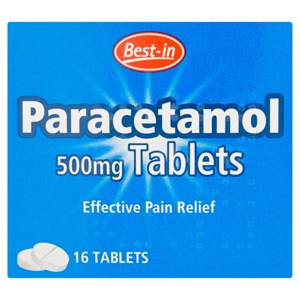 Best-in
Paracetamol
500mg Tablets
Effective Pain Relief
16 TABLETS